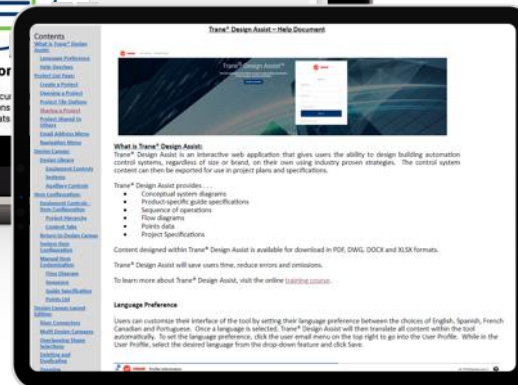 Trane® Design Assist – Help Document
Contents
What is Trane® Design
Assist:
Language Preference
Help Overview
Project List Page:
Create a Project
Opening a Project
Project Tile Options
Sharing a Project
Project Shared to
Others
Email Address Menu
Navigation Menu
Design Canvas:
Design Library
Equipment Controls
Systems
Auxiliary Controls
Item Configuration:
Equipment Controls -
Item Configuration
Project Hierarchy
Content Tabs
Return to Design Canvas
System Item
Configuration
Manual Item
Customization
Flow Diagram
Sequence
Guide Specification
Points List
Design Canvas Layout
Editing:
Main Connectors
Multi Design Canvases
Overlapping Shape
Selections
Deleting and
Duplicating
TRANE
Trane® Design Assist™
What is Trane® Design Assist:
Trane® Design Assist is an interactive web application that gives users the ability to design building automation
control systems, regardless of size or brand, on their own using industry proven strategies. The control system
content can then be exported for use in project plans and specifications.
Trane® Design Assist provides . . .
• Conceptual system diagrams
• Product-specific guide specifications
• Sequence of operations
• Flow diagrams
• Points data
• Project Specifications
Content designed within Trane® Design Assist is available for download in PDF, DWG, DOCX and XLSX formats.
Trane® Design Assist will save users time, reduce errors and omissions.
To learn more about Trane® Design Assist, visit the online training course.
Language Preference
Users can customize their interface of the tool by setting their language preference between the choices of English, Spanish, French
Canadian and Portuguese. Once a language is selected, Trane® Design Assist will then translate all content within the tool
automatically. To set the language preference, click the user email menu on the top right to go into the User Profile. While in the
User Profile, select the desired language from the drop-down feature and click Save.